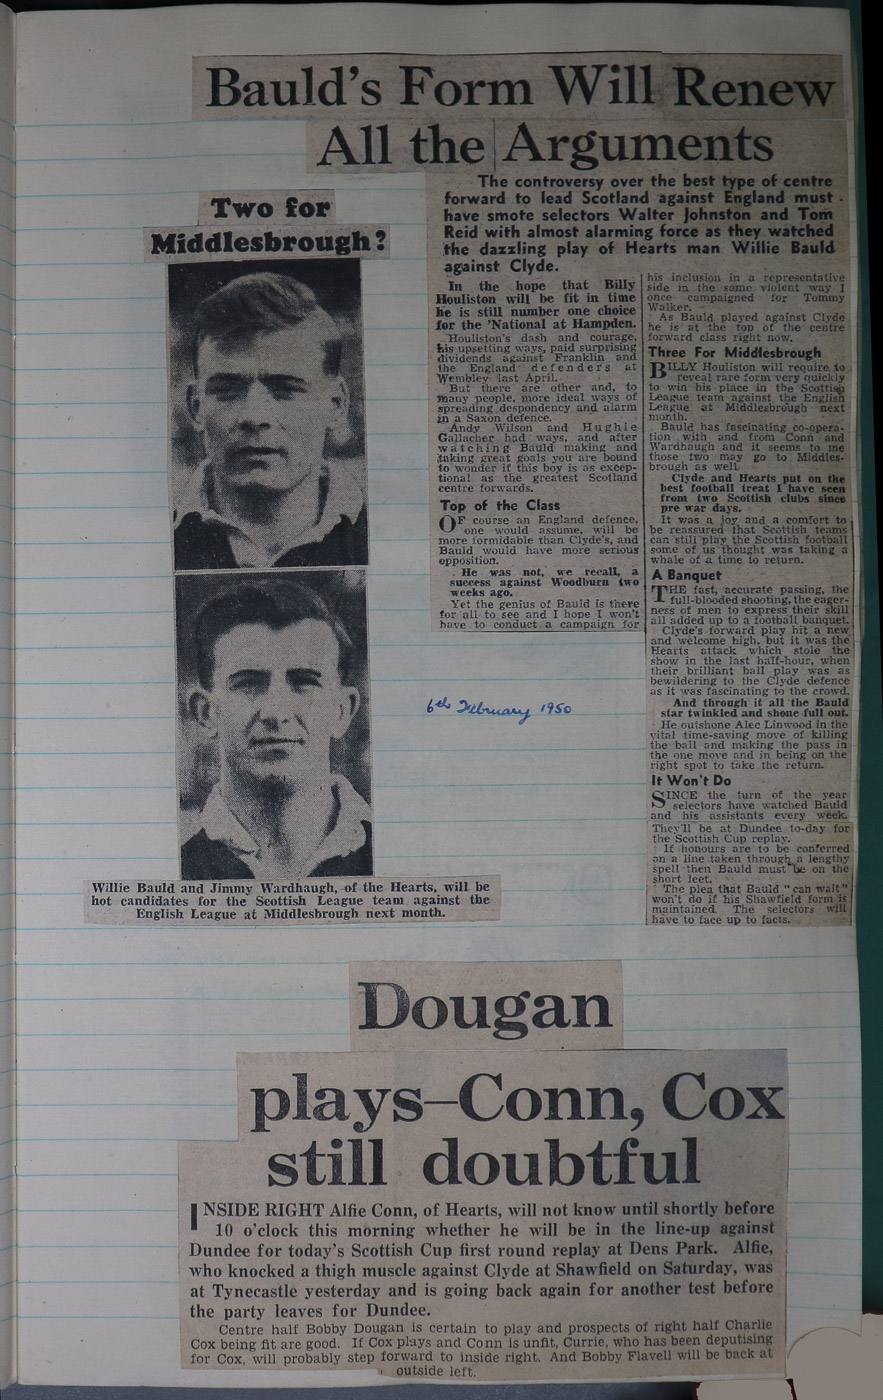 Bauld's Form Will Renew
All the Arguments
Two for
Middlesbrough?
Willie Bauld and Jimmy Wardhaugh, of the Hearts, will be
hot candidates for the Scottish League team against the
English League at Middlesbrough next month.
The controversy over the best type of centre
forward to lead Scotland against England must
have smote selectors Walter Johnston and Tom
Reid with almost alarming force as they watched
the dazzling play of Hearts man Willie Bauld
against Clyde.
In the hope that Billy
Houliston will be fit in time
he is still number one choice
for the 'National at Hampden.
Houliston's dash and courage,
his upsetting ways, paid surprising
dividends against Franklin and
the England defenders at
Wembley last April.
But there are other and, to
many people, more ideal ways of
spreading despondency and alarm
in a Saxon defence.
Andy Wilson and Hughie
Gallacher had ways, and after
watching Bauld making and
taking great goals you are bound
to wonder if this boy is as excep-
tional as the greatest Scotland
centre forwards.
Top of the Class
OF course an England defence,
one would assume, will be
more formidable than Clyde's, and
Bauld would have more serious
opposition.
He was not, we recall, a
success against Woodburn two
weeks ago.
Yet the genius of Bauld is there
for all to see and I hope I won't
have to conduct a campaign for
his inclusion in a representative
side in the same violent way I
once campaigned for Tommy
Walker.
As Bauld played against Clyde
he is at the top of the centre
forward class right now.
Three For Middlesbrough
BILLY Houliston will require to
reveal rare form very quickly
to win his place in the Scottish
League team against the English
League at Middlesbrough next
month.
Bauld has fascinating co-opera-
tion with and from Conn and
Wardhaugh and it seems to me
those two may go to Middles-
brough as well.
Clyde and Hearts put on the
best football treat I have seen
from two Scottish clubs since
pre war days.
It was a joy and a comfort to
be reassured that Scottish teams
can still play the Scottish football
some of us thought was taking a
whale of a time to return.
A Banquet
THE fast, accurate passing, the
full-blooded shooting, the eager-
ness of men to express their skill
all added up to a football banquet.
Clyde's forward play hit a new
and welcome high, but it was the
Hearts attack which stole the
show in the last half-hour, when
their brilliant ball play was as
bewildering to the Clyde defence
as it was fascinating to the crowd.
And through it all the Bauld
star twinkled and shone full out.
He outshone Alec Linwood in the
vital time-saving move of killing
the ball and making the pass in
the one move and in being on the
right spot to take the return.
It Won't Do
SINCE the turn of the year
selectors have watched Bauld
and his assistants every week.
They'll be at Dundee to-day for
the Scottish Cup replay.
If honours are to be conferred
on a line taken through a lengthy
spell then Bauld must be on the
short leet.
The plea that Bauld "can wait"
won't do if his Shawfield form is
maintained. The selectors will
have to face up to facts.
6th February 1950
Dougan
plays—Conn, Cox
still doubtful
INSIDE RIGHT Alfie Conn, of Hearts, will not know until shortly before
10 o'clock this morning whether he will be in the line-up against
Dundee for today's Scottish Cup first round replay at Dens Park. Alfie,
who knocked a thigh muscle against Clyde at Shawfield on Saturday, was
at Tynecastle yesterday and is going back again for another test before
the party leaves for Dundee.
Centre half Bobby Dougan is certain to play and prospects of right half Charlie
Cox being fit are good. If Cox plays and Conn is unfit, Currie, who has been deputising
for Cox, will probably step forward to inside right. And Bobby Flavell will be back at
outside left.